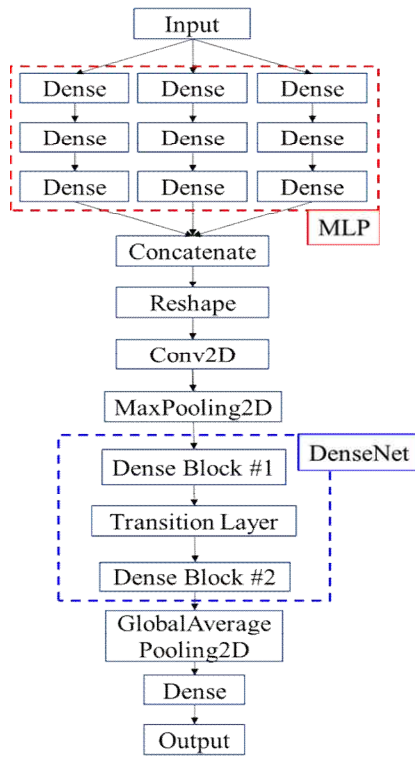 Input
Dense Dense Dense
Dense Dense Dense
Dense Dense Dense
MLP
Concatenate
Reshape
Conv2D
MaxPooling2D
DenseNet
Dense Block #1
Transition Layer
Dense Block #2
GlobalAverage
Pooling2D
Dense
Output